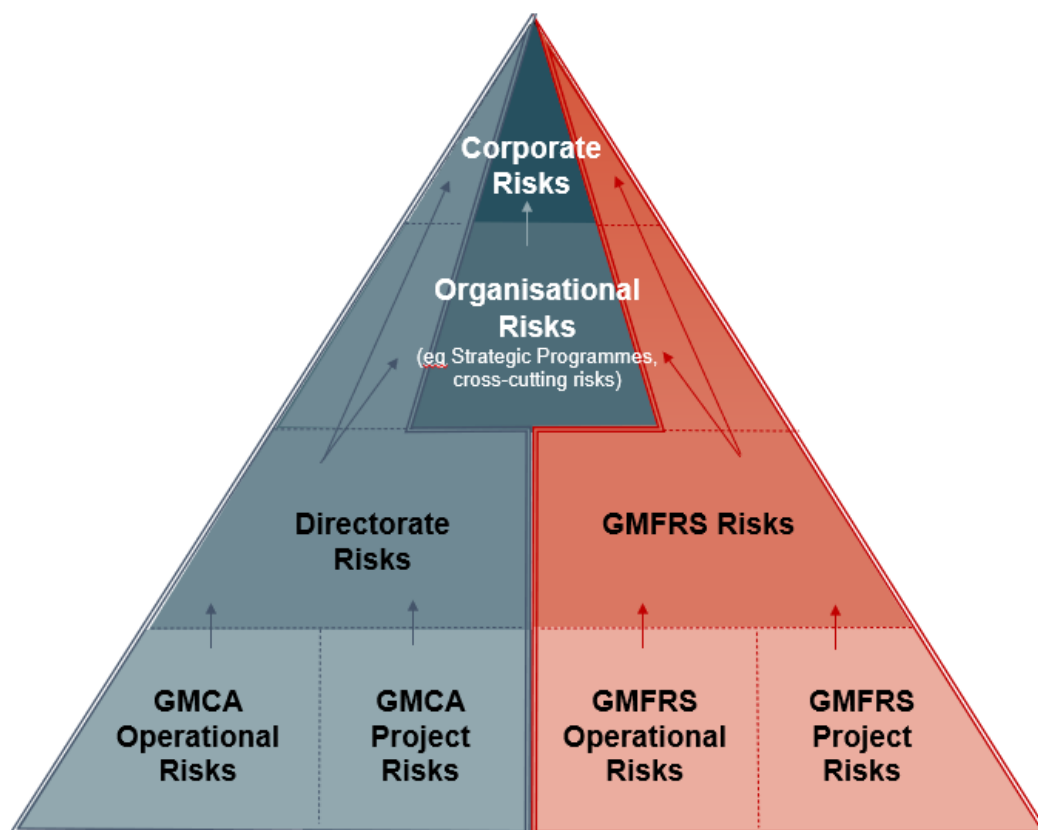 Corporate
Risks
Organisational
Risks
(eg Strategic Programmes,
cross-cutting risks)
Directorate
Risks
GMFRS Risks
GMCA
Operational
Risks
GMCA
Project
Risks
GMFRS
Operational
Risks
GMFRS
Project
Risks